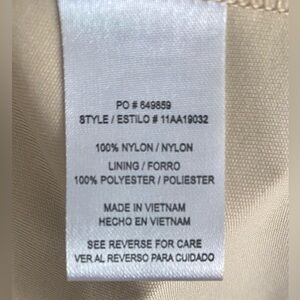 PO # 649859
STYLE / ESTILO # 11AA19032
100% NYLON / NYLON
LINING / FORRO
100% POLYESTER / POLIESTER
MADE IN VIETNAM
HECHO EN VIETNAM
SEE REVERSE FOR CARE
VER AL REVERSO PARA CUIDADO